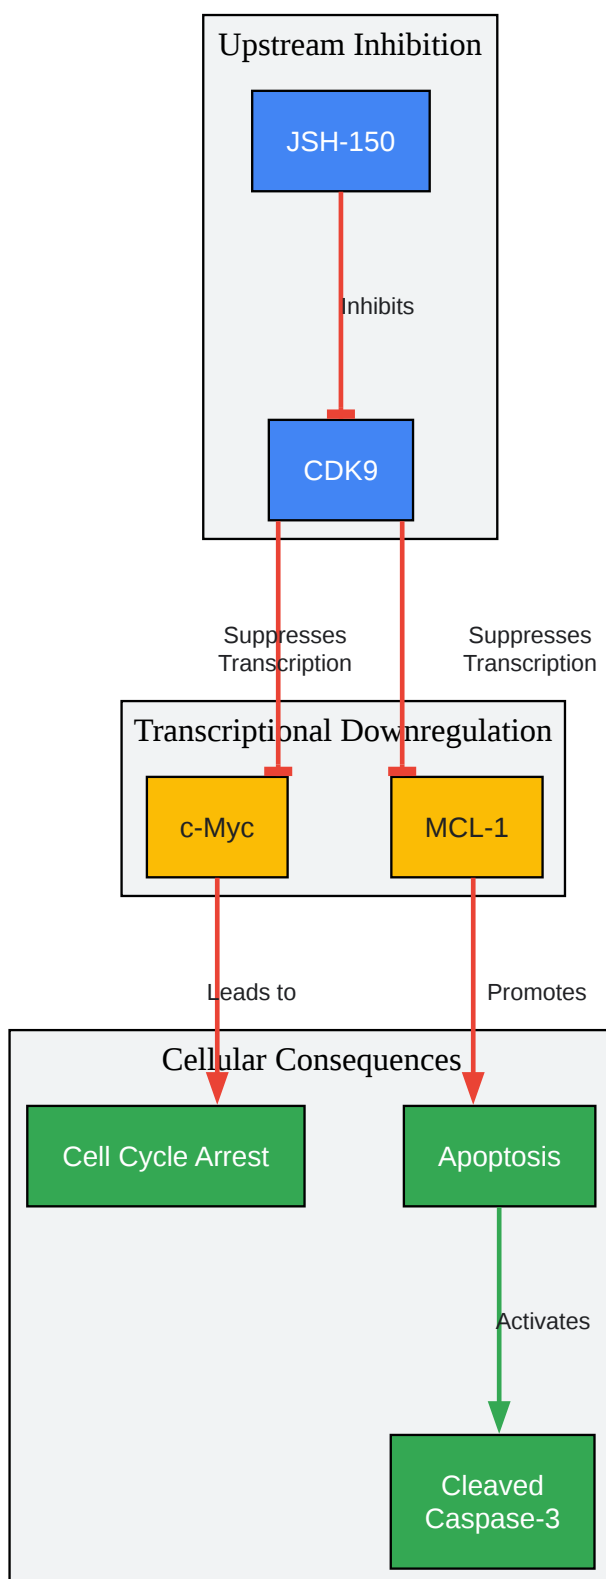 Upstream Inhibition
JSH-150
Inhibits
CDK9
Suppresses
Transcription
Suppresses
Transcription
Transcriptional Downregulation
c-Myc
MCL-1
Leads to
Promotes
Cellular Consequences
Cell Cycle Arrest
Apoptosis
Activates
Cleaved
Caspase-3